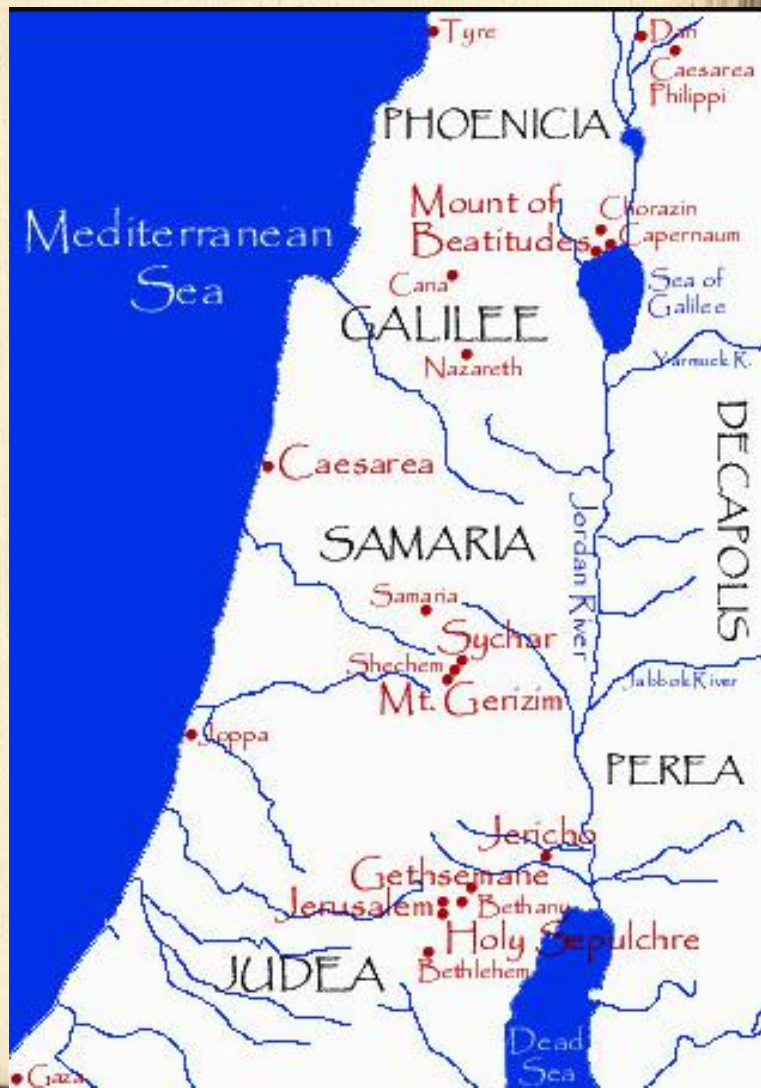 Tyre
Dan
Caesarea
Philippi
PHOENICIA
Mount of
Beatitudes
Chorazin
Capernaum
Mediterranean
Sea
Cana
Sea of
Galilee
GALILEE
Nazareth
Yarmuck R.
DECAPOLIS
Caesarea
Jordan River
SAMARIA
Samaria
Sychar
Shechem
Mt. Gerizim
Jabbok River
Joppa
PEREA
Jericho
Gethsemane
Jerusalem
Bethany
Holy Sepulchre
JUDEA
Bethlehem
Dead
Sea
Gaza